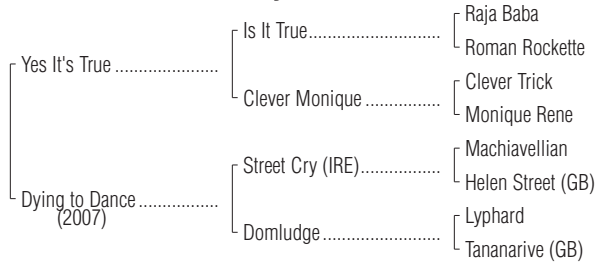 Raja Baba
Is It True
Roman Rockette
Yes It's True
Clever Trick
Clever Monique
Monique Rene
Machiavellian
Street Cry (IRE)
Helen Street (GB)
Dying to Dance
(2007)
Lyphard
Domludge
Tananarive (GB)